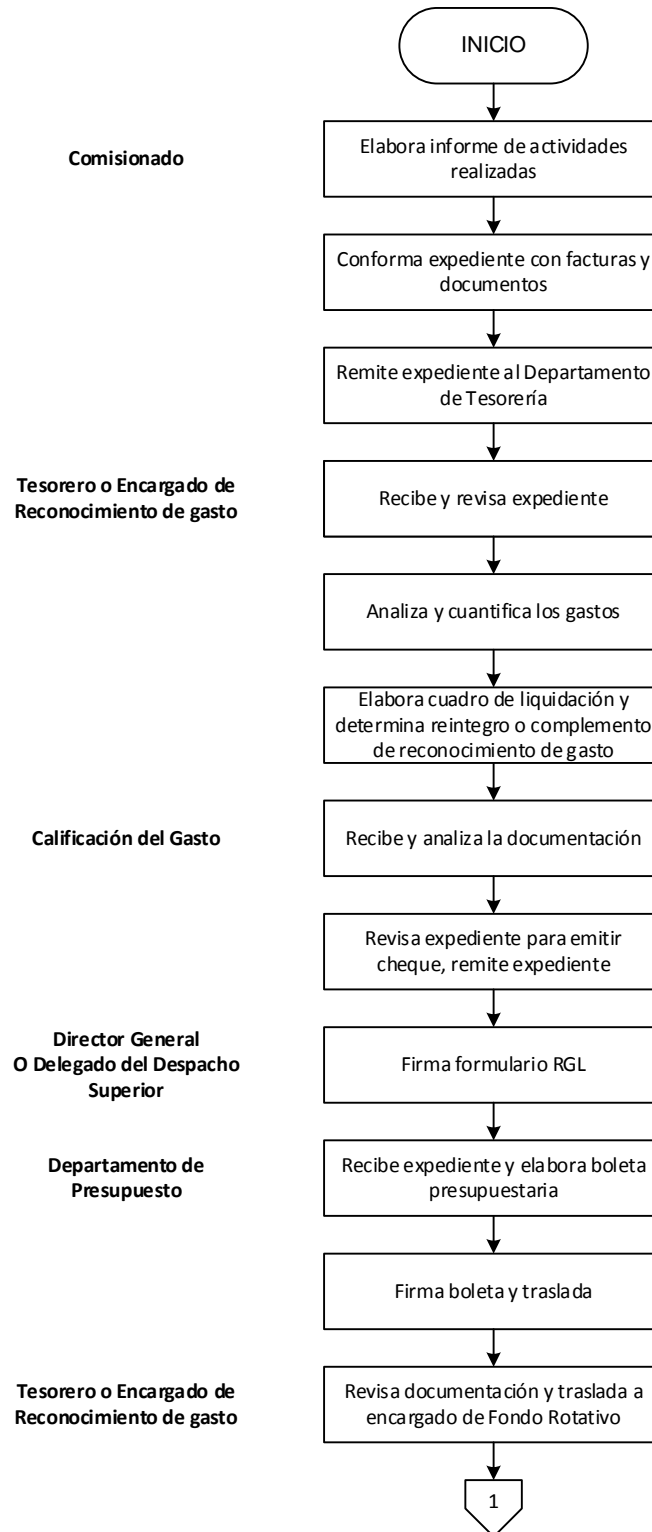 INICIO
Comisionado
Elabora informe de actividades
realizadas
Conforma expediente con facturas y
documentos
Remite expediente al Departamento
de Tesorería
Tesorero o Encargado de
Reconocimiento de gasto
Recibe y revisa expediente
Analiza y cuantifica los gastos
Elabora cuadro de liquidación y
determina reintegro o complemento
de reconocimiento de gasto
Calificación del Gasto
Recibe y analiza la documentación
Revisa expediente para emitir
cheque, remite expediente
Director General
O Delegado del Despacho
Superior
Firma formulario RGL
Departamento de
Presupuesto
Recibe expediente y elabora boleta
presupuestaria
Firma boleta y traslada
Tesorero o Encargado de
Reconocimiento de gasto
Revisa documentación y traslada a
encargado de Fondo Rotativo
1